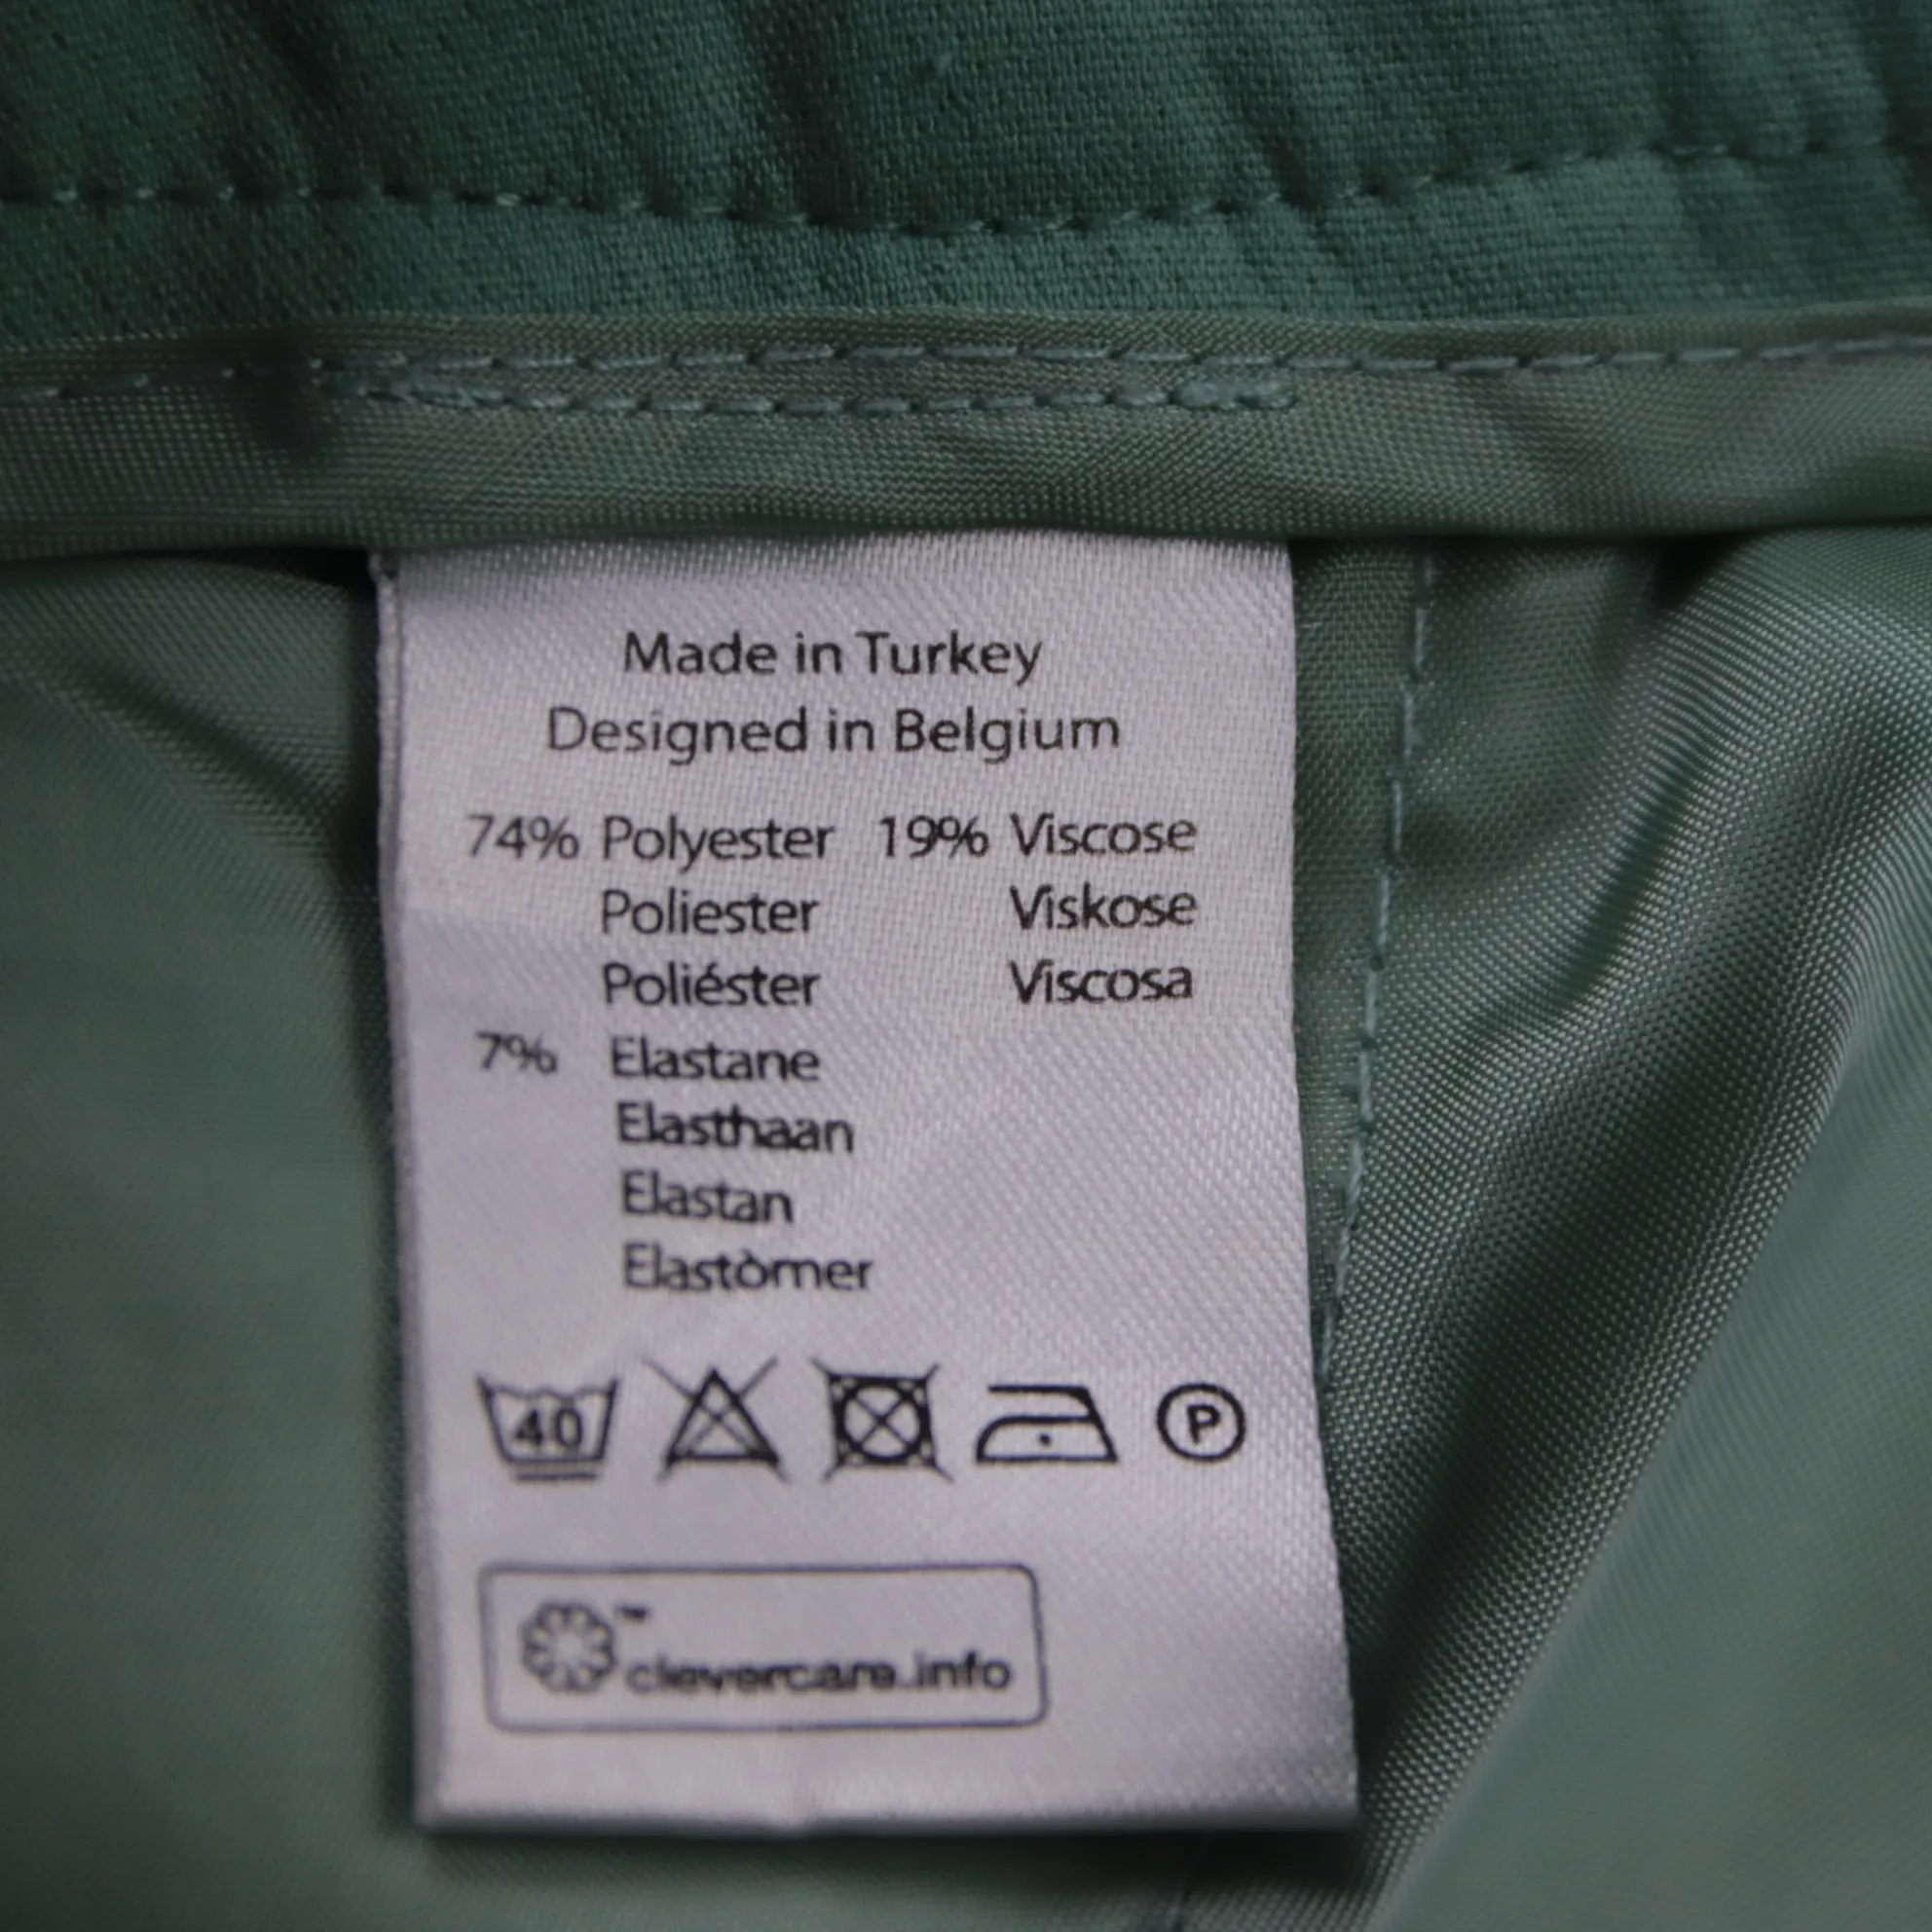 Made in Turkey
Designed in Belgium
74% Polyester 19% Viscose
Poliester Viskose
Poliéster Viscosa
7% Elastane
Elasthaan
Elastan
Elastòmer
40 P
™
clevercare.info